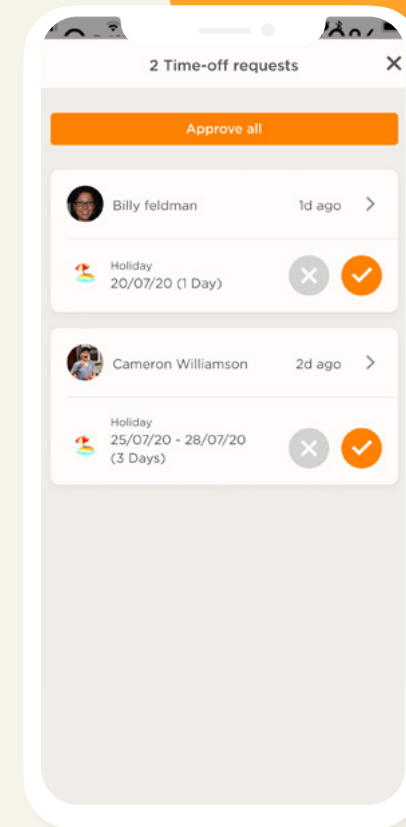 2 Time-off requests
Approve all
Billy feldman 1d ago
Holiday
20/07/20 (1 Day)
Cameron Williamson 2d ago
Holiday
25/07/20 - 28/07/20
(3 Days)